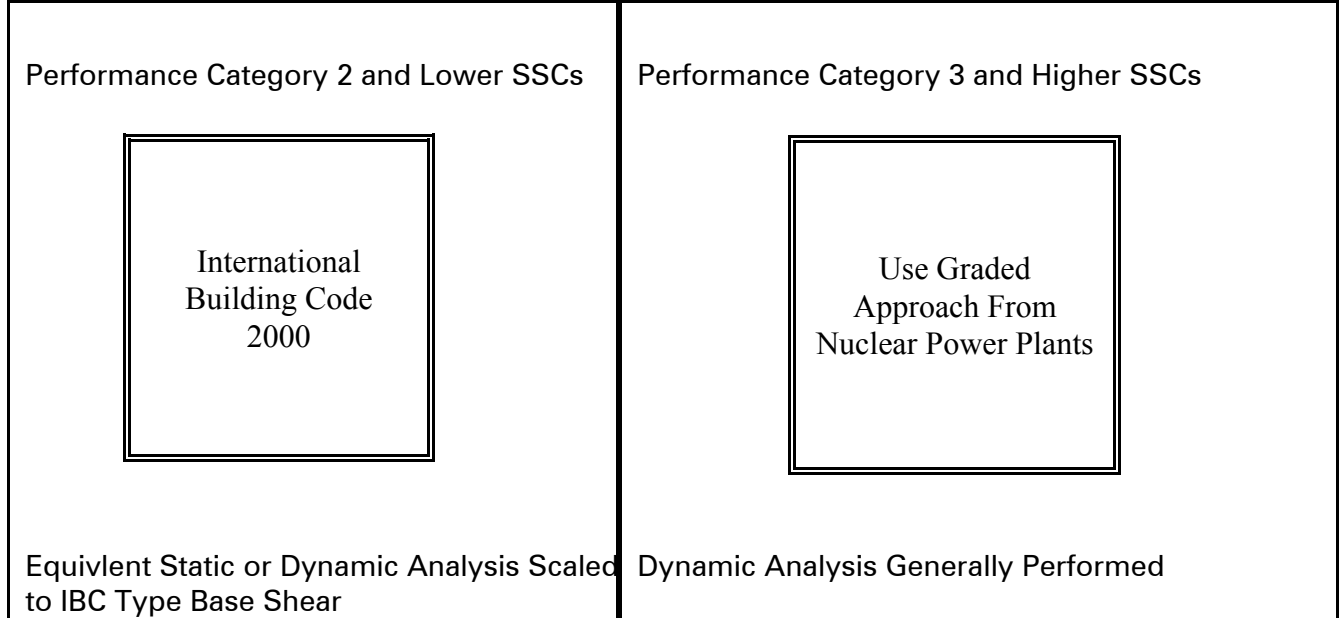 Performance Category 2 and Lower SSCs
International
Building Code
2000
Equivlent Static or Dynamic Analysis Scaled
to IBC Type Base Shear
Performance Category 3 and Higher SSCs
Use Graded
Approach From
Nuclear Power Plants
Dynamic Analysis Generally Performed